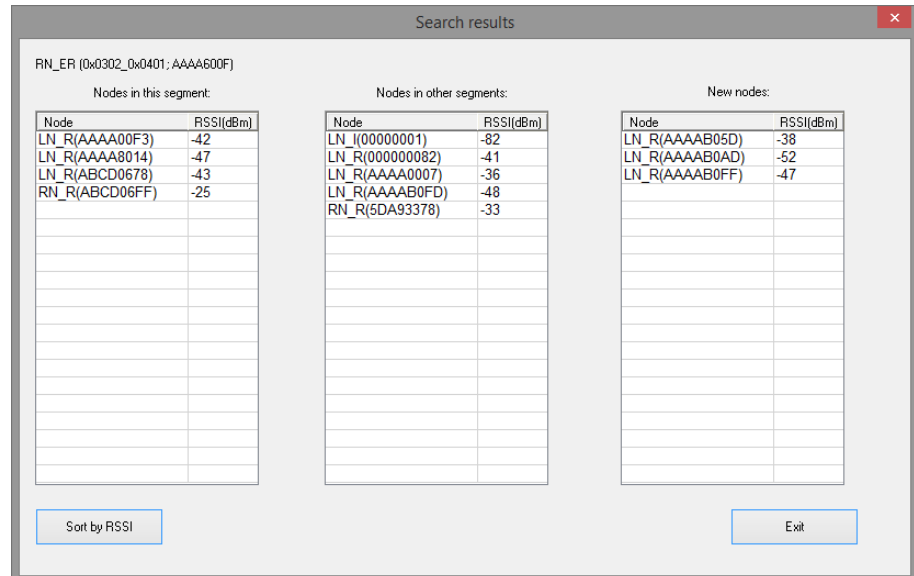 Search results
RN_ER (0x0302_0x0401; AAAA600F)
Nodes in this segment:
Node RSSI(dBm)
LN_R(AAAA00F3) -42
LN_R(AAAA8014) -47
LN_R(ABCD0678) -43
RN_R(ABCD06FF) -25
Nodes in other segments:
Node RSSI(dBm)
LN_I(00000001) -82
LN_R(000000082) -41
LN_R(AAAA0007) -36
LN_R(AAAAB0FD) -48
RN_R(5DA93378) -33
New nodes:
Node RSSI(dBm)
LN_R(AAAAB05D) -38
LN_R(AAAAB0AD) -52
LN_R(AAAAB0FF) -47
Sort by RSSI
Exit